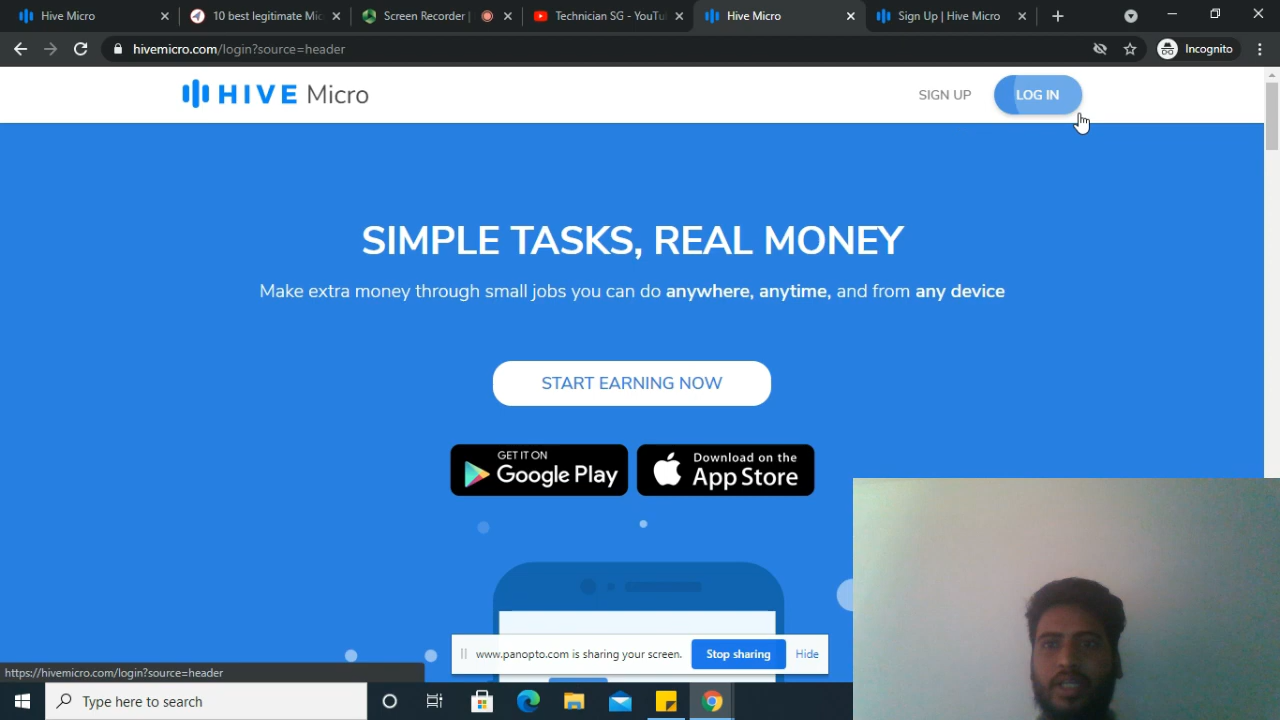 Hive Micro
10 best legitimate Mic
Screen Recorder |
Technician SG - YouTu
Hive Micro
Sign Up | Hive Micro
hivemicro.com/login?source=header
Incognito
HIVE Micro
SIGN UP
LOG IN
SIMPLE TASKS, REAL MONEY
Make extra money through small jobs you can do anywhere, anytime, and from any device
START EARNING NOW
GET IT ON
Google Play
Download on the
App Store
www.panopto.com is sharing your screen.
Stop sharing
Hide
https://hivemicro.com/login?source=header
Type here to search